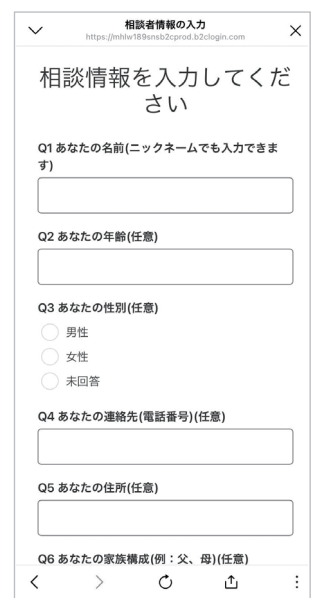 相談者情報の入力
https://mhlw189snsb2cprod.b2clogin.com
相談情報を入力してくだ
さい
Q1 あなたの名前(ニックネームでも入力できま
す)
Q2 あなたの年齢(任意)
Q3 あなたの性別(任意)
男性
女性
未回答
Q4 あなたの連絡先(電話番号)(任意)
Q5 あなたの住所(任意)
Q6 あなたの家族構成(例：父、母)(任意)